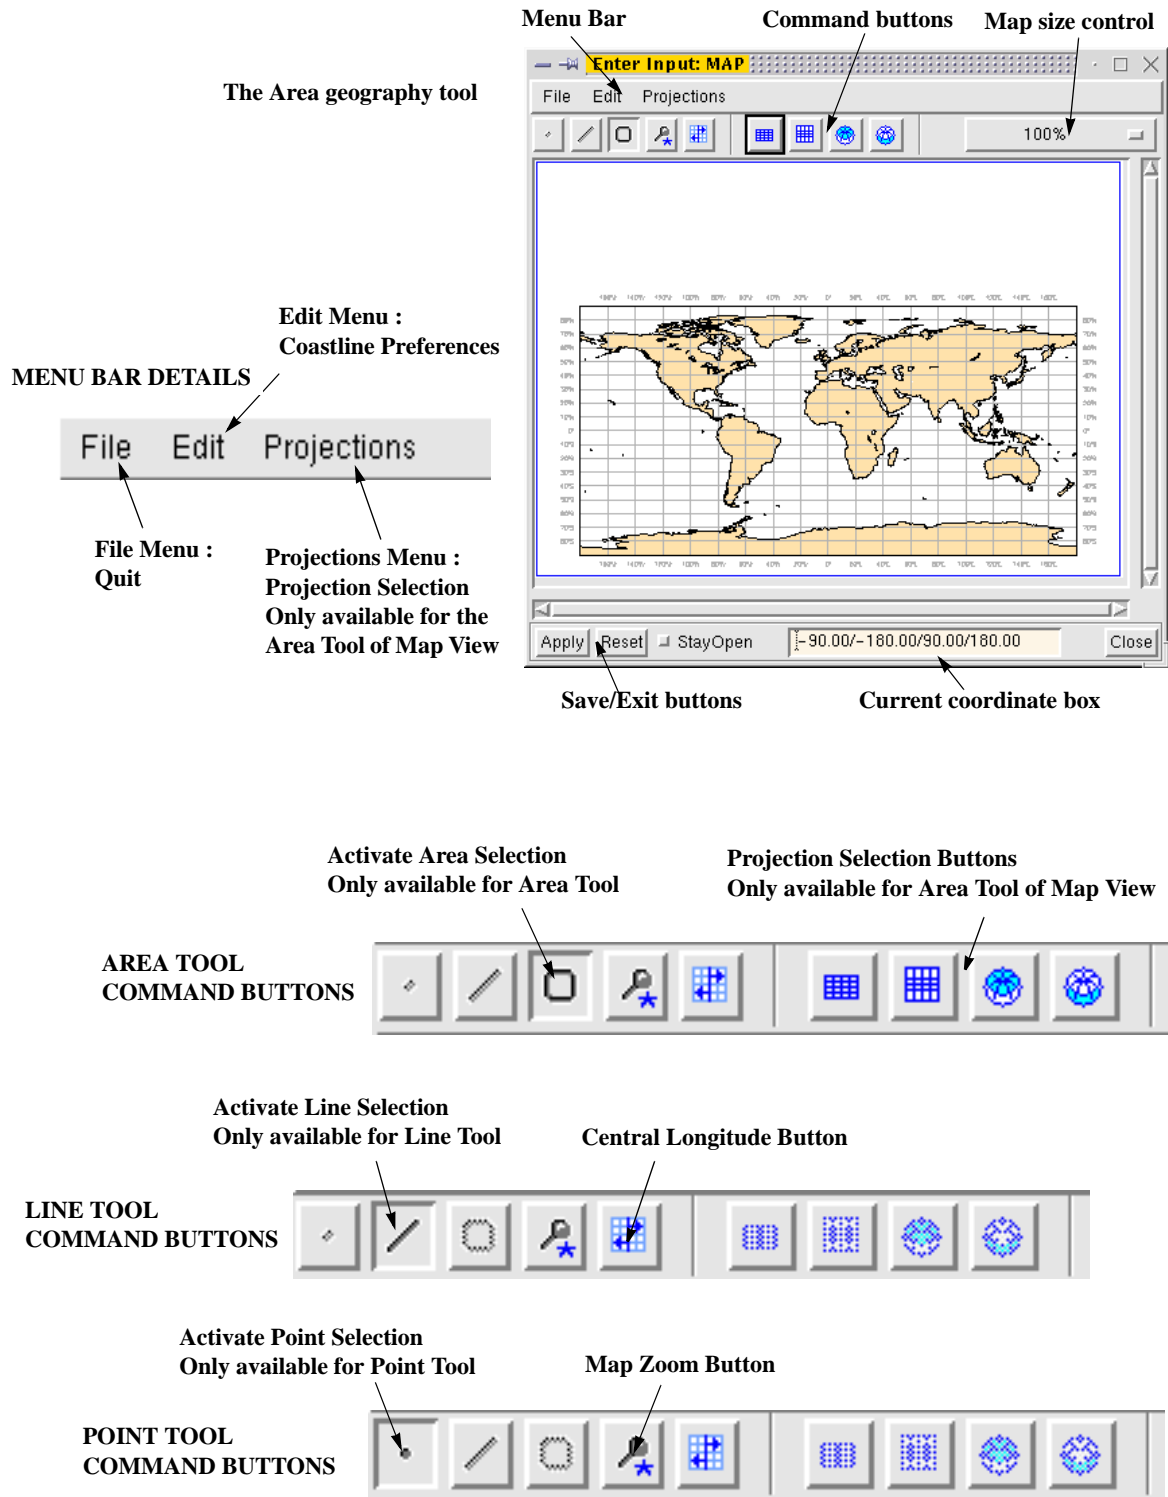 Menu Bar
Command buttons
Map size control
The Area geography tool
Enter Input: MAP
File Edit Projections
100%
Edit Menu :
Coastline Preferences
MENU BAR DETAILS
File Edit Projections
File Menu :
Quit
Projections Menu :
Projection Selection
Only available for the
Area Tool of Map View
Apply Reset StayOpen -90.00/-180.00/90.00/180.00 Close
Save/Exit buttons
Current coordinate box
Activate Area Selection
Only available for Area Tool
Projection Selection Buttons
Only available for Area Tool of Map View
AREA TOOL
COMMAND BUTTONS
Activate Line Selection
Only available for Line Tool
Central Longitude Button
LINE TOOL
COMMAND BUTTONS
Activate Point Selection
Only available for Point Tool
Map Zoom Button
POINT TOOL
COMMAND BUTTONS